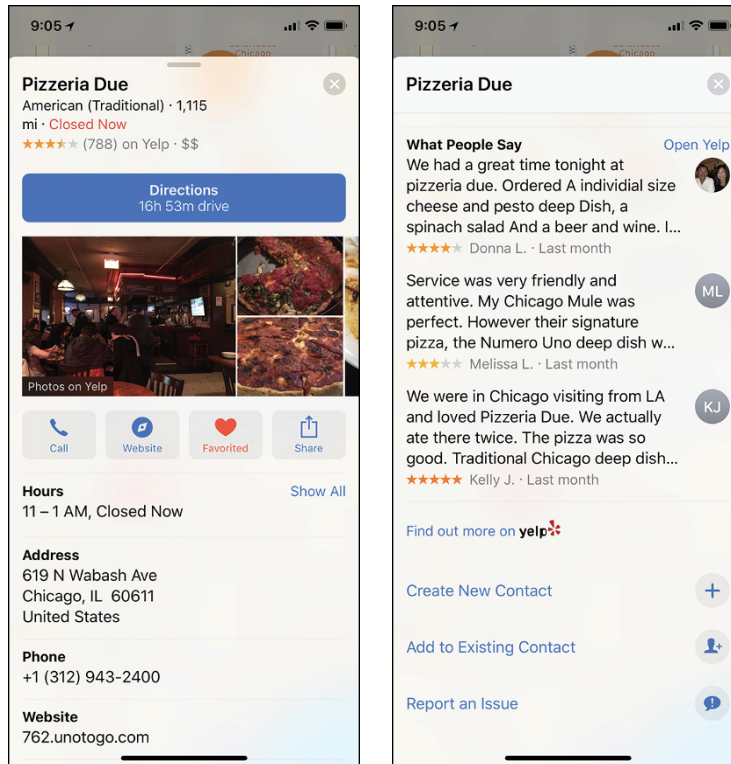 9:05
Pizzeria Due
American (Traditional) · 1,115
mi · Closed Now
(788) on Yelp · $$
Directions
16h 53m drive
Photos on Yelp
Call
Website
Favorited
Share
Hours
Show All
11 – 1 AM, Closed Now
Address
619 N Wabash Ave
Chicago, IL 60611
United States
Phone
+1 (312) 943-2400
Website
762.unotogo.com
9:05
Chicago
Pizzeria Due
What People Say
Open Yelp
We had a great time tonight at
pizzeria due. Ordered A individial size
cheese and pesto deep Dish, a
spinach salad And a beer and wine. I...
Donna L. · Last month
Service was very friendly and
attentive. My Chicago Mule was
perfect. However their signature
pizza, the Numero Uno deep dish w...
ML
Melissa L. · Last month
We were in Chicago visiting from LA
and loved Pizzeria Due. We actually
ate there twice. The pizza was so
good. Traditional Chicago deep dish...
KJ
Kelly J. · Last month
Find out more on yelp
Create New Contact
Add to Existing Contact
Report an Issue